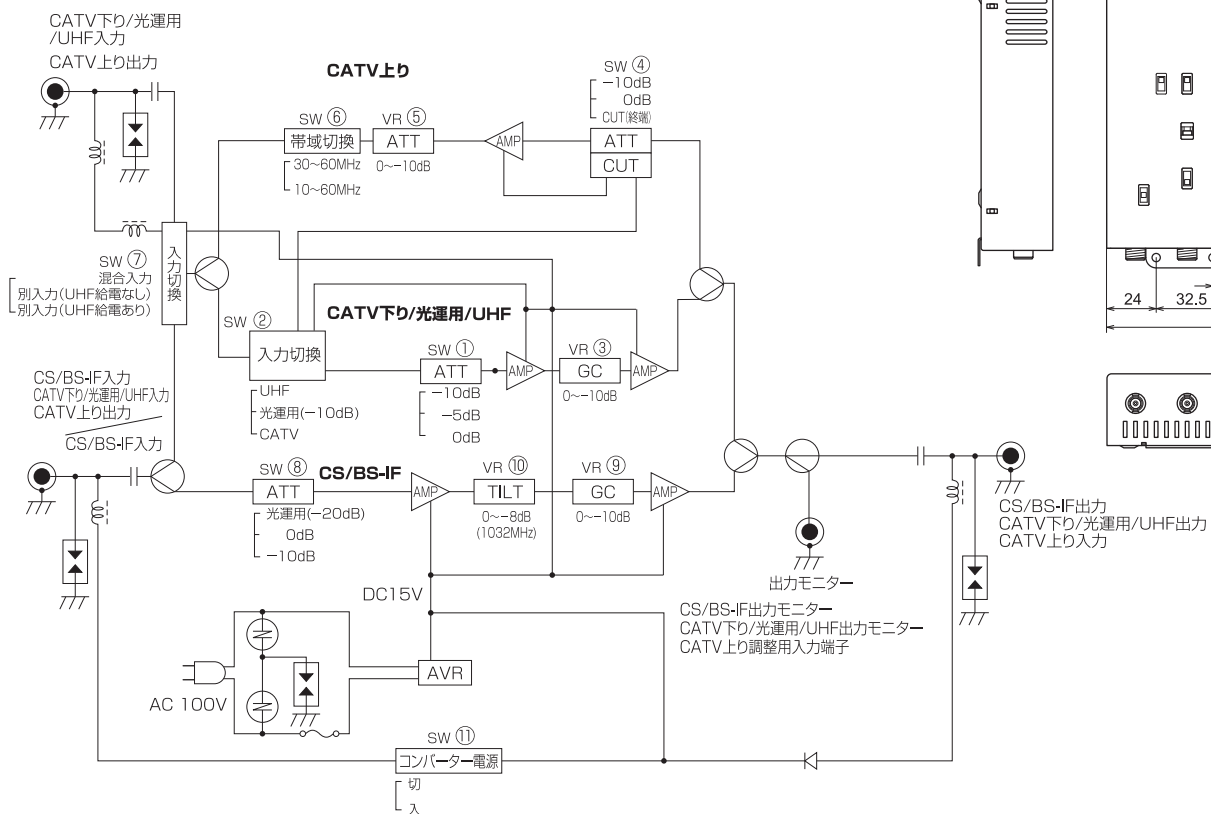 CATV下り/光運用
/UHF入力
CATV上り出力
CATV上り
SW ④
−10dB
0dB
CUT(終端)
SW ⑥
帯域切換
30〜60MHz
10〜60MHz
VR ⑤
ATT
0〜−10dB
AMP
ATT
CUT
SW ⑦
混合入力
別入力(UHF給電なし)
別入力(UHF給電あり)
入力切換
SW ②
入力切換
UHF
光運用(−10dB)
CATV
CATV下り/光運用/UHF
SW ①
ATT
−10dB
−5dB
0dB
AMP
VR ③
GC
0〜−10dB
AMP
CS/BS-IF入力
CATV下り/光運用/UHF入力
CATV上り出力
CS/BS-IF入力
SW ⑧
ATT
光運用(−20dB)
0dB
−10dB
CS/BS-IF
AMP
VR ⑩
TILT
0〜−8dB
(1032MHz)
VR ⑨
GC
0〜−10dB
AMP
CS/BS-IF出力
CATV下り/光運用/UHF出力
CATV上り入力
出力モニター
CS/BS-IF出力モニター
CATV下り/光運用/UHF出力モニター
CATV上り調整用入力端子
DC15V
AVR
AC 100V
SW ⑪
コンバーター電源
切
入
24
32.5